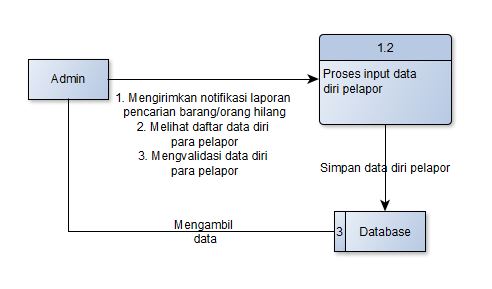 1.2
Admin
Proses input data
diri pelapor
1. Mengirimkan notifikasi laporan
pencarian barang/orang hilang
2. Melihat daftar data diri
para pelapor
3. Mengvalidasi data diri
para pelapor
Simpan data diri pelapor
Mengambil
data
3 Database